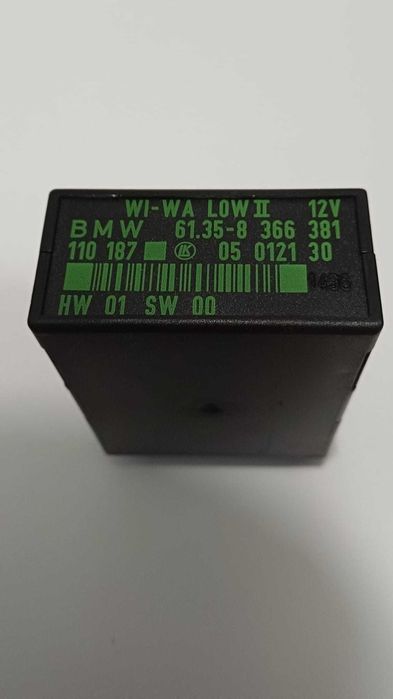 WI-WA LOW II 12V
BMW 61.35-8 366 381
110 187 LK 05 0121 30
HW 01 SW 00